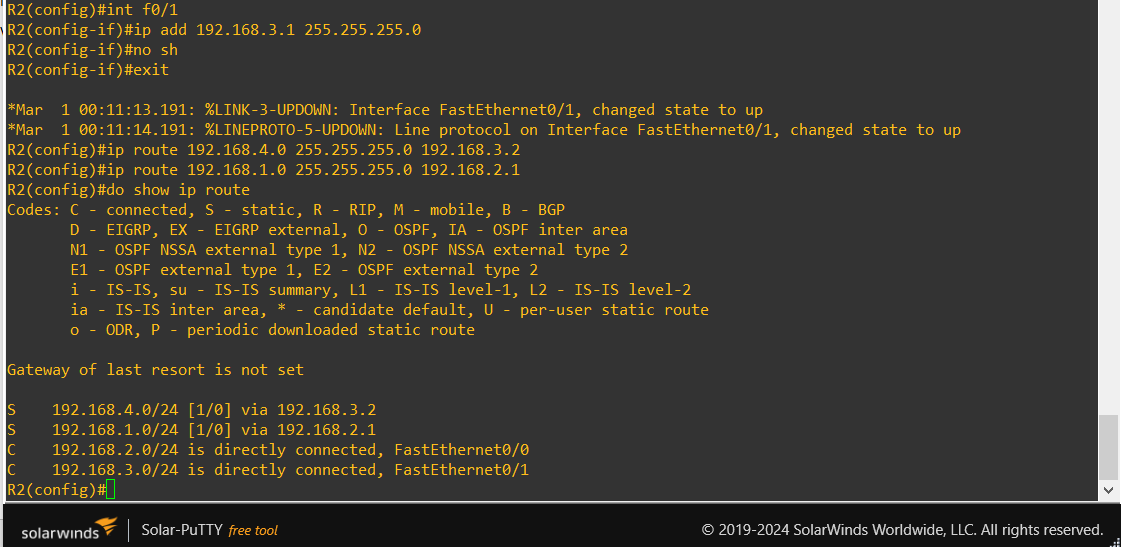 R2(config)#int f0/1
R2(config-if)#ip add 192.168.3.1 255.255.255.0
R2(config-if)#no sh
R2(config-if)#exit
*Mar  1 00:11:13.191: %LINK-3-UPDOWN: Interface FastEthernet0/1, changed state to up
*Mar  1 00:11:14.191: %LINEPROTO-5-UPDOWN: Line protocol on Interface FastEthernet0/1, changed state to up
R2(config)#ip route 192.168.4.0 255.255.255.0 192.168.3.2
R2(config)#ip route 192.168.1.0 255.255.255.0 192.168.2.1
R2(config)#do show ip route
Codes: C - connected, S - static, R - RIP, M - mobile, B - BGP
       D - EIGRP, EX - EIGRP external, O - OSPF, IA - OSPF inter area
       N1 - OSPF NSSA external type 1, N2 - OSPF NSSA external type 2
       E1 - OSPF external type 1, E2 - OSPF external type 2
       i - IS-IS, su - IS-IS summary, L1 - IS-IS level-1, L2 - IS-IS level-2
       ia - IS-IS inter area, * - candidate default, U - per-user static route
       o - ODR, P - periodic downloaded static route
Gateway of last resort is not set
S    192.168.4.0/24 [1/0] via 192.168.3.2
S    192.168.1.0/24 [1/0] via 192.168.2.1
C    192.168.2.0/24 is directly connected, FastEthernet0/0
C    192.168.3.0/24 is directly connected, FastEthernet0/1
R2(config)#
solarwinds Solar-PuTTY free tool © 2019-2024 SolarWinds Worldwide, LLC. All rights reserved.